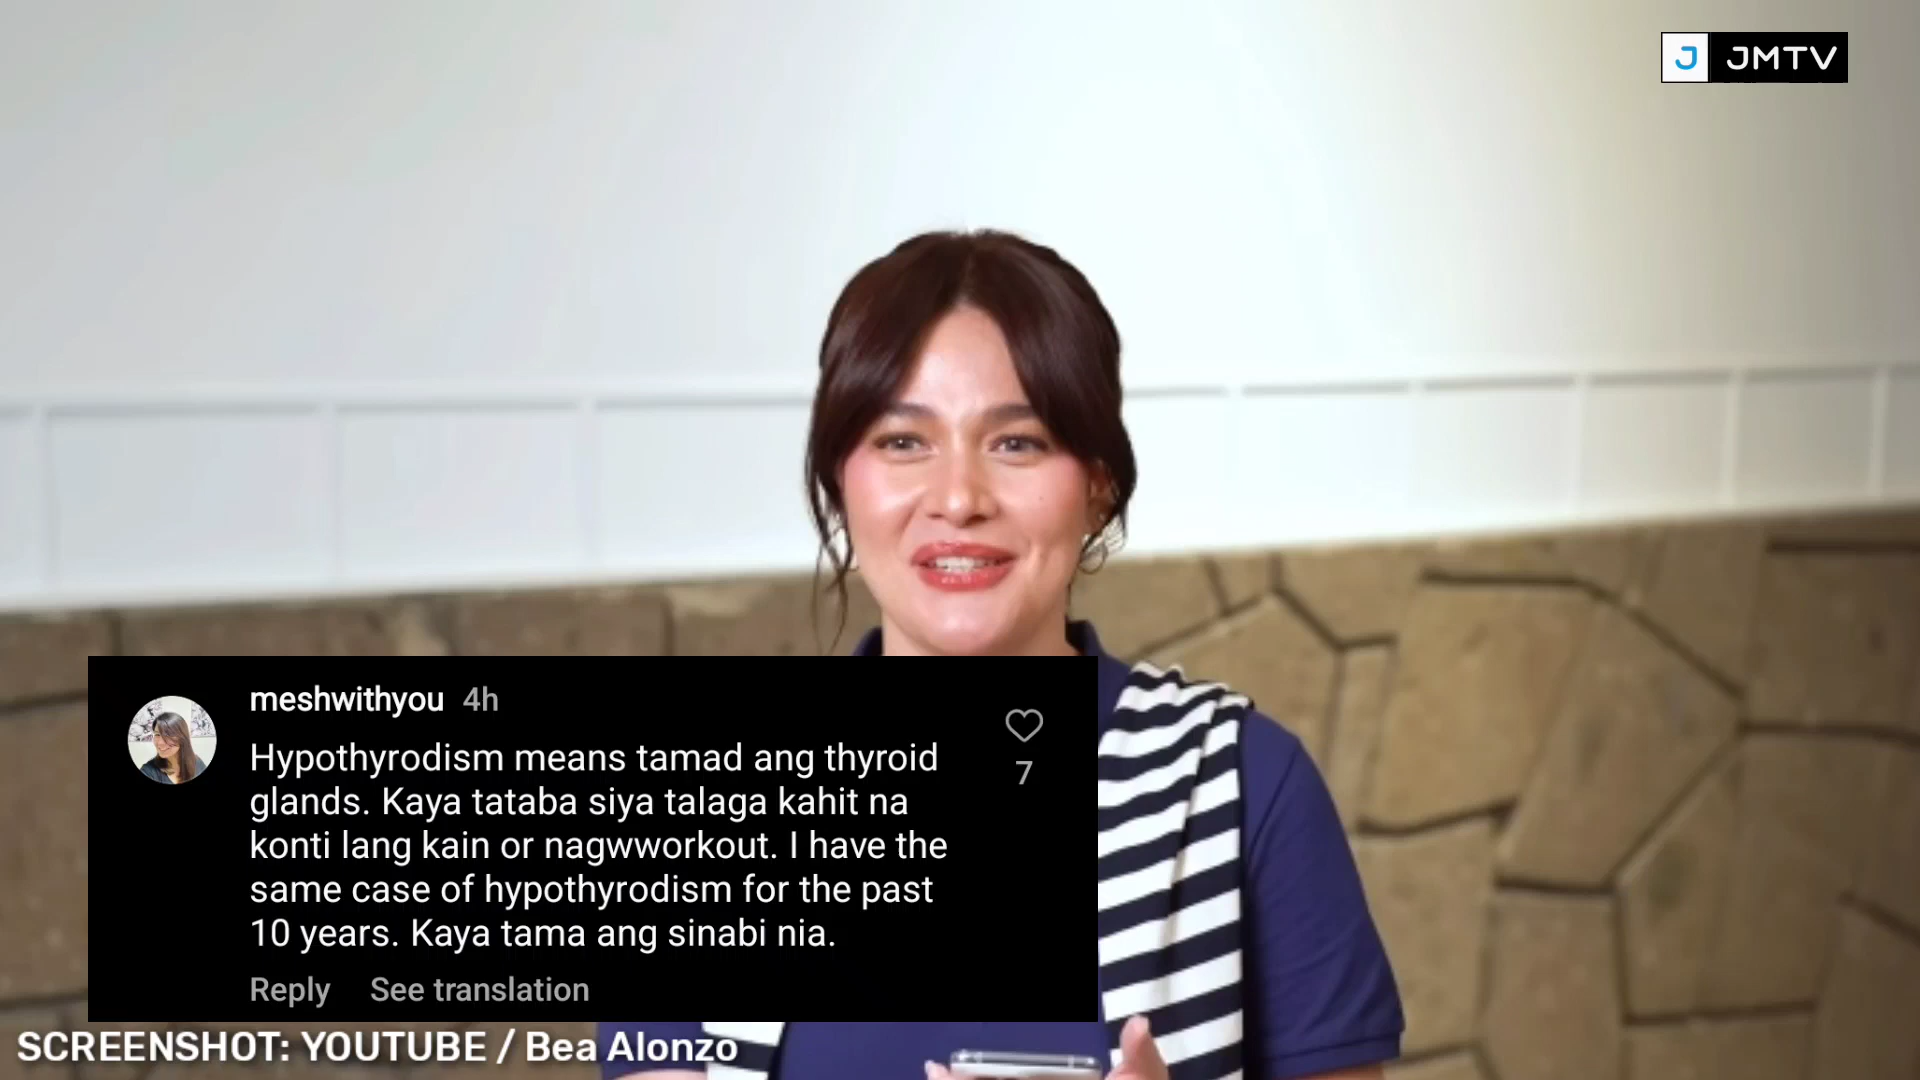 J JMTV
meshwithyou 4h
Hypothyrodism means tamad ang thyroid
glands. Kaya tataba siya talaga kahit na
konti lang kain or nagwworkout. I have the
same case of hypothyrodism for the past
10 years. Kaya tama ang sinabi nia.
7
Reply See translation
SCREENSHOT: YOUTUBE / Bea Alonzo